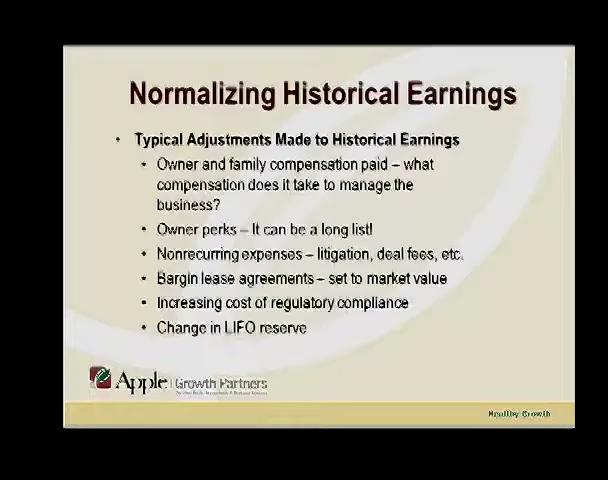 Normalizing Historical Earnings
• Typical Adjustments Made to Historical Earnings
• Owner and family compensation paid – what
compensation does it take to manage the
business?
• Owner perks – It can be a long list!
• Nonrecurring expenses – litigation, deal fees, etc.
• Bargin lease agreements – set to market value
• Increasing cost of regulatory compliance
• Change in LIFO reserve
Apple Growth Partners
Healthy Growth